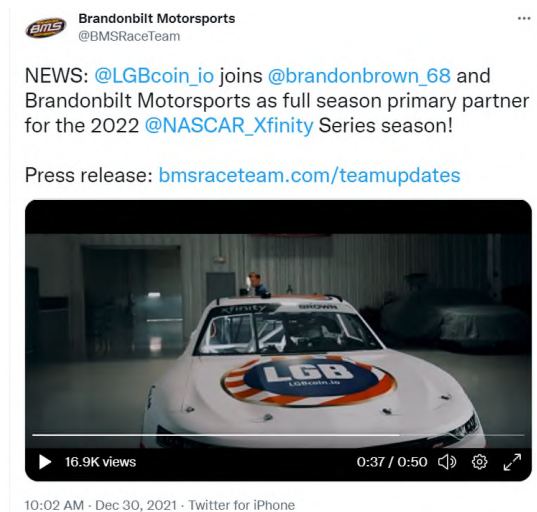 Brandonbilt Motorsports
BMS
@BMSRaceTeam
NEWS: @LGBcoin_io joins @brandonbrown_68 and
Brandonbilt Motorsports as full season primary partner
for the 2022 @NASCAR_Xfinity Series season!
Press release: bmsraceteam.com/teamupdates
xfinity BROWN
LGB
LGBcoin.io
16.9K views 0:37 / 0:50
10:02 AM · Dec 30, 2021 · Twitter for iPhone